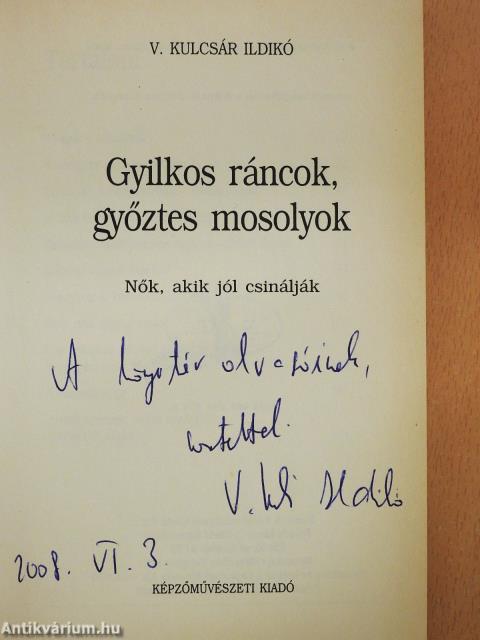 V. KULCSÁR ILDIKÓ
Gyilkos ráncok,
győztes mosolyok
Nők, akik jól csinálják
A könyvtár olvasóinak,
szeretettel
V. Kulcsár Ildikó
2008. VI. 3.
KÉPZŐMŰVÉSZETI KIADÓ
Antikvárium.hu